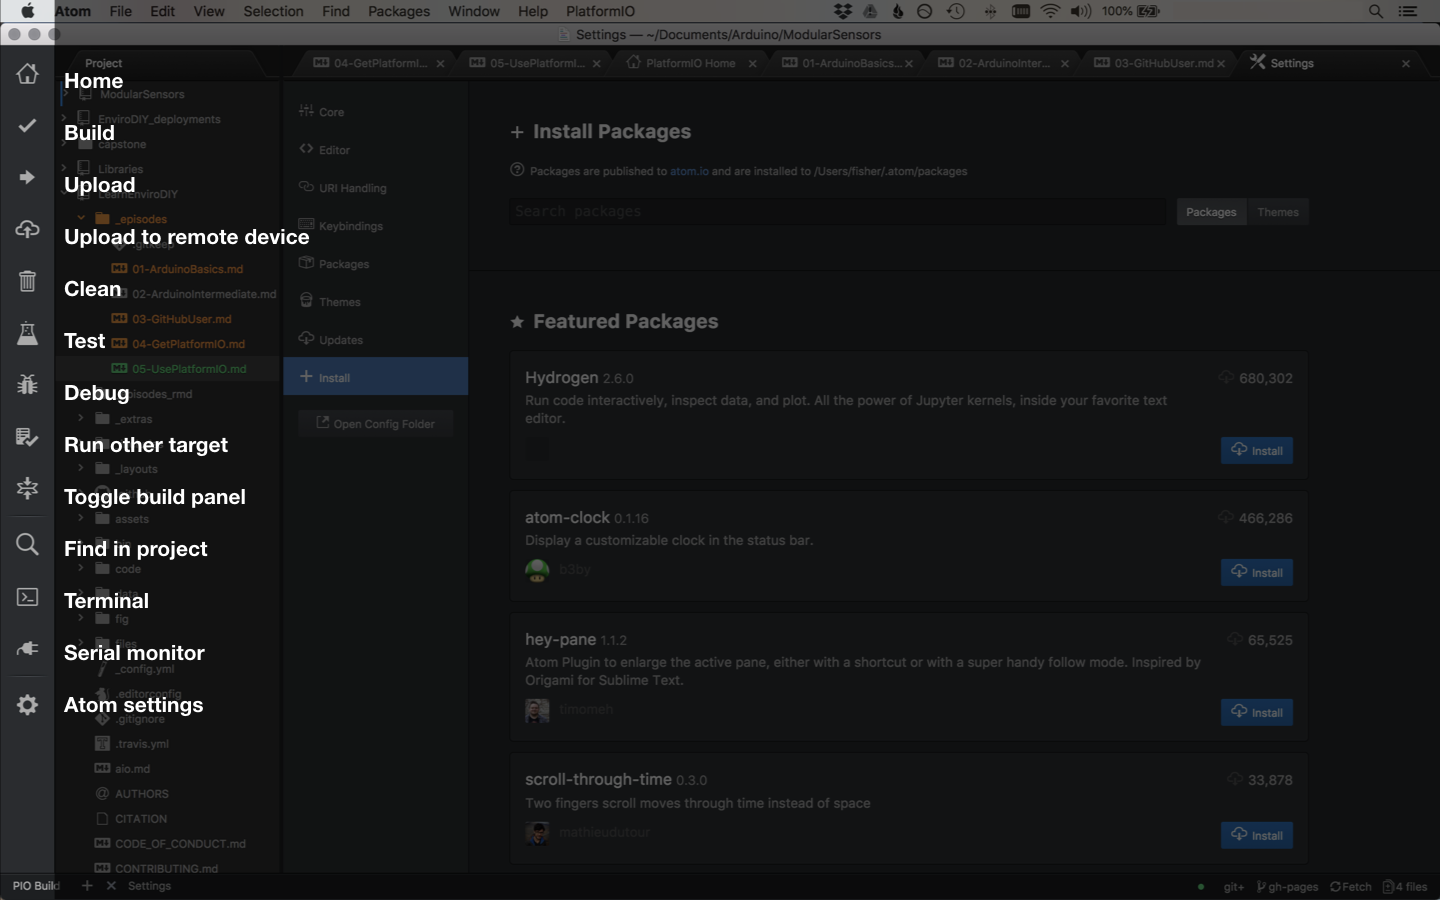 Atom File Edit View Selection Find Packages Window Help PlatformIO 100%
Settings — ~/Documents/Arduino/ModularSensors
Project
04-GetPlatformI...
05-UsePlatformI...
PlatformIO Home
01-ArduinoBasics...
02-ArduinoInter...
03-GitHubUser.md
Settings
Home
Build
Upload
Upload to remote device
Clean
Test
Debug
Run other target
Toggle build panel
Find in project
Terminal
Serial monitor
Atom settings
ModularSensors
EnviroDIY_deployments
capstone
Libraries
LearnEnviroDIY
_episodes
.gitkeep
01-ArduinoBasics.md
02-ArduinoIntermediate.md
03-GitHubUser.md
04-GetPlatformIO.md
05-UsePlatformIO.md
_episodes_rmd
_extras
_layouts
assets
code
data
fig
files
_config.yml
.editorconfig
.gitignore
.travis.yml
aio.md
AUTHORS
CITATION
CODE_OF_CONDUCT.md
CONTRIBUTING.md
Core
Editor
URI Handling
Keybindings
Packages
Themes
Updates
Install
Open Config Folder
Install Packages
Packages are published to atom.io and are installed to /Users/fisher/.atom/packages
Search packages
Packages Themes
Featured Packages
Hydrogen 2.6.0 680,302
Run code interactively, inspect data, and plot. All the power of Jupyter kernels, inside your favorite text
editor.
Install
atom-clock 0.1.16 466,286
Display a customizable clock in the status bar.
b3by
Install
hey-pane 1.1.2 65,525
Atom Plugin to enlarge the active pane, either with a shortcut or with a super handy follow mode. Inspired by
Origami for Sublime Text.
timomeh
Install
scroll-through-time 0.3.0 33,878
Two fingers scroll moves through time instead of space
mathieudutour
Install
PIO Build Settings git+ gh-pages Fetch 4 files